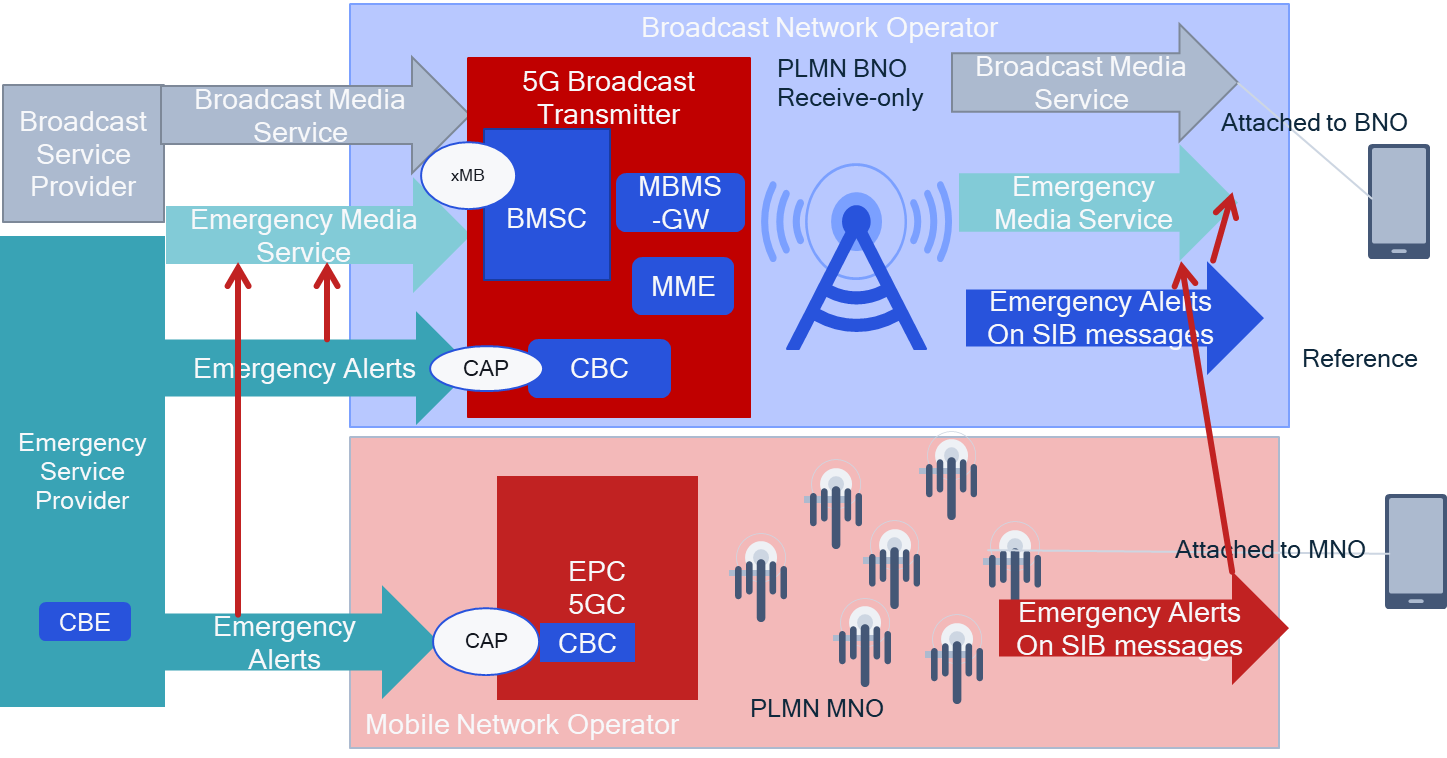 Broadcast Network Operator
Broadcast
Service
Provider
Broadcast Media
Service
5G Broadcast
Transmitter
PLMN BNO
Receive-only
Broadcast Media
Service
Attached to BNO
xMB
BMSC
MBMS
-GW
MME
Emergency Media
Service
Emergency
Media Service
Emergency Alerts
CAP
CBC
Emergency Alerts
On SIB messages
Reference
Emergency
Service
Provider
CBE
Emergency
Alerts
CAP
EPC
5GC
CBC
Attached to MNO
Emergency Alerts
On SIB messages
PLMN MNO
Mobile Network Operator